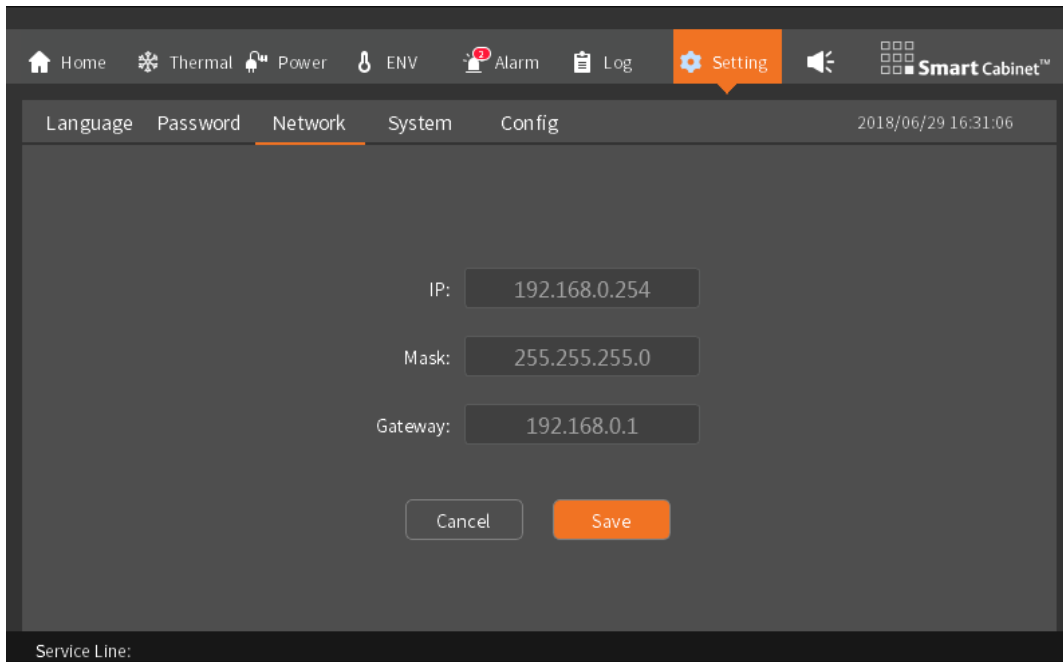 Home Thermal Power ENV 2 Alarm Log Setting Smart Cabinet™
Language Password Network System Config 2018/06/29 16:31:06
IP: 192.168.0.254
Mask: 255.255.255.0
Gateway: 192.168.0.1
Cancel Save
Service Line: